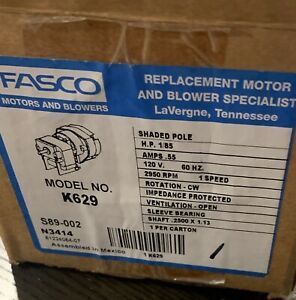 FASCO
MOTORS AND BLOWERS
REPLACEMENT MOTOR
AND BLOWER SPECIALIST
LaVergne, Tennessee
MODEL NO.
K629
S89-002
N3414
Assembled in Mexico
SHADED POLE
H.P. 1/85
AMPS .55
120 V. 60 HZ.
2950 RPM 1 SPEED
ROTATION - CW
IMPEDANCE PROTECTED
VENTILATION - OPEN
SLEEVE BEARING
SHAFT .2500 X 1.13
1 PER CARTON
1 K629